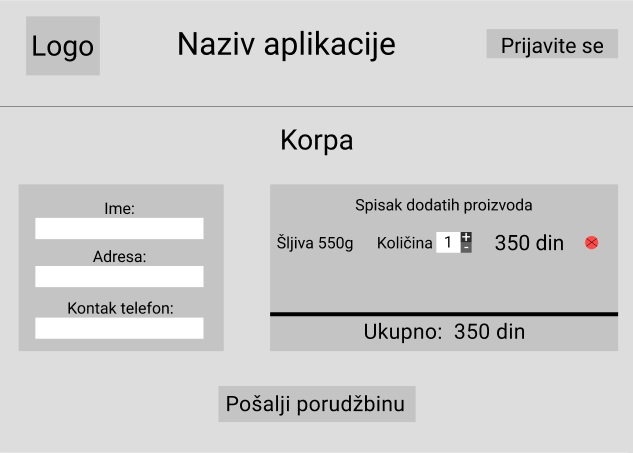 Logo
Naziv aplikacije
Prijavite se
Korpa
Ime:
Adresa:
Kontakt telefon:
Spisak dodatih proizvoda
Šljiva 550g Količina 1 + - 350 din
Ukupno: 350 din
Pošalji porudžbinu